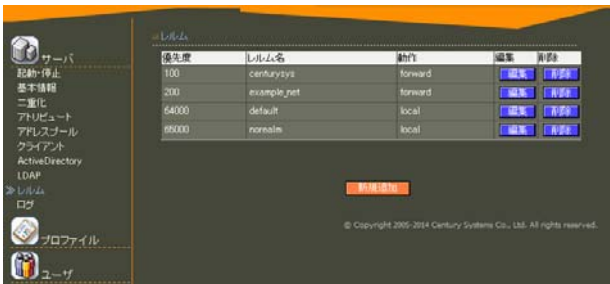 サーバ
起動・停止
基本情報
二重化
アトリビュート
アドレスプール
クライアント
ActiveDirectory
LDAP
レルム
ログ
プロファイル
ユーザ
レルム
優先度 レルム名 動作 編集 削除
100 centurysys forward 編集 削除
200 example_net forward 編集 削除
64000 default local 編集 削除
65000 norealm local 編集 削除
新規追加
© Copyright 2005-2014 Century Systems Co., Ltd. All rights reserved.